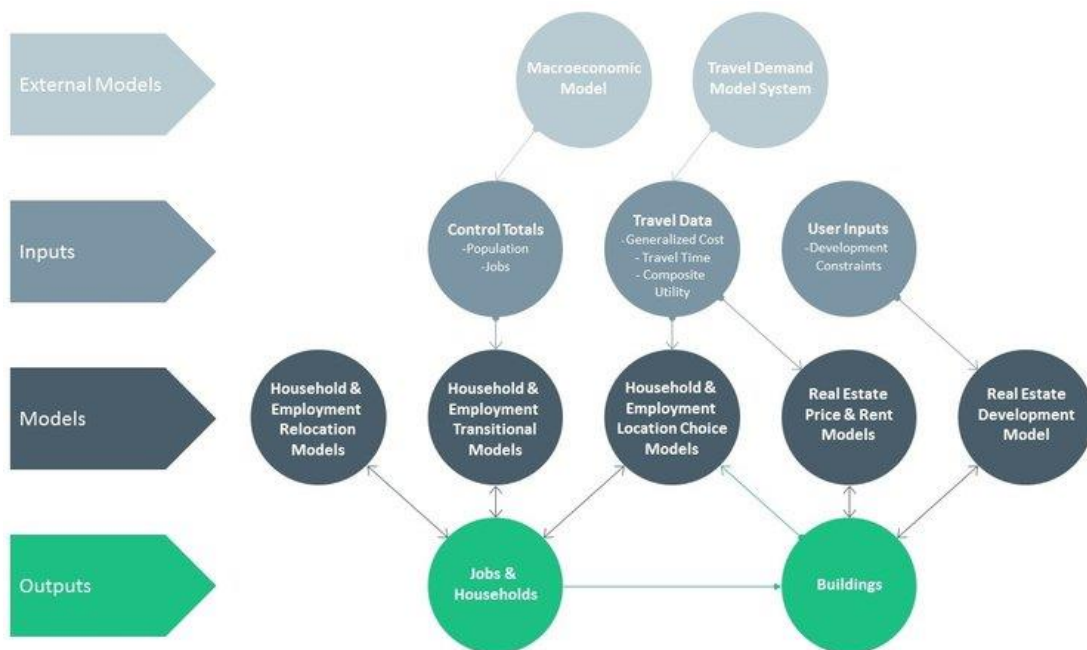 External Models
Macroeconomic
Model
Travel Demand
Model System
Inputs
Control Totals
-Population
-Jobs
Travel Data
-Generalized Cost
- Travel Time
- Composite
Utility
User Inputs
-Development
Constraints
Models
Household &
Employment
Relocation
Models
Household &
Employment
Transitional
Models
Household &
Employment
Location Choice
Models
Real Estate
Price & Rent
Models
Real Estate
Development
Model
Outputs
Jobs &
Households
Buildings